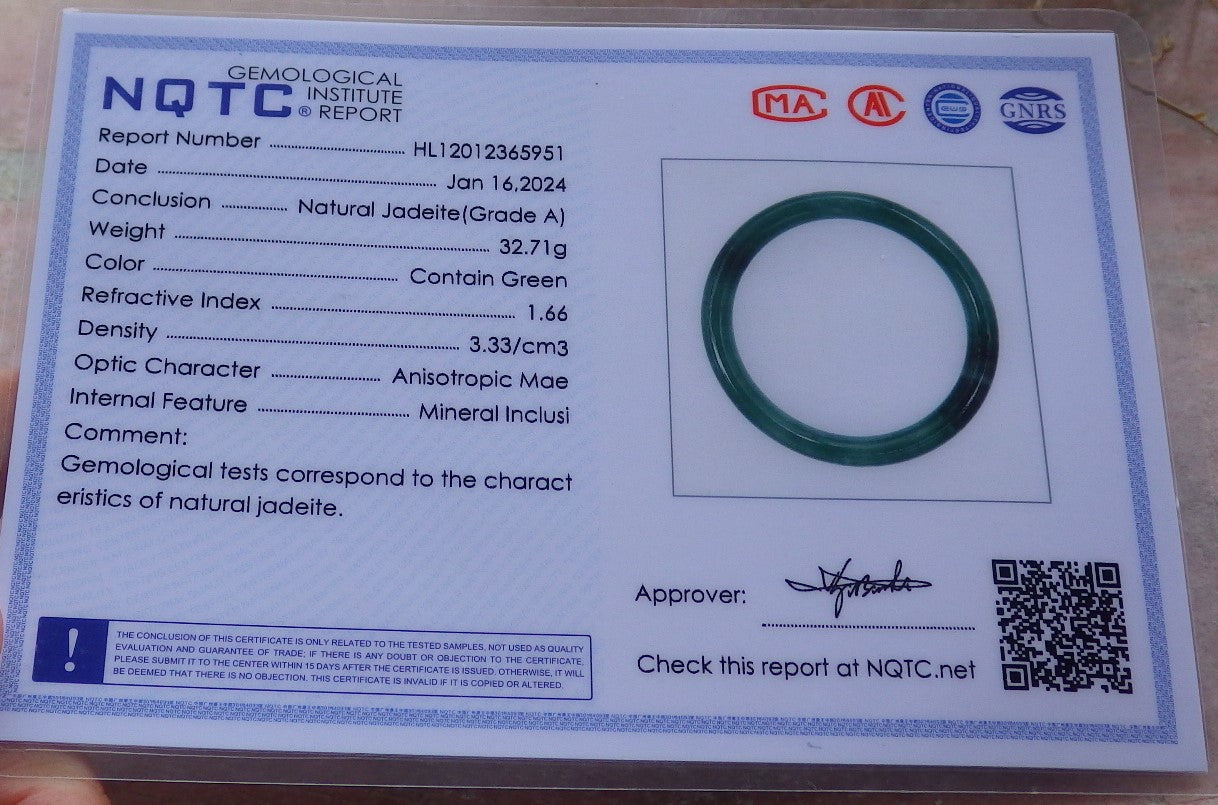 NQTC® GEMOLOGICAL INSTITUTE REPORT
Report Number ........ HL12012365951
Date ........ Jan 16,2024
Conclusion ........ Natural Jadeite(Grade A)
Weight ........ 32.71g
Color ........ Contain Green
Refractive Index ........ 1.66
Density ........ 3.33/cm3
Optic Character ........ Anisotropic Mae
Internal Feature ........ Mineral Inclusi
Comment:
Gemological tests correspond to the charact
eristics of natural jadeite.
!
THE CONCLUSION OF THIS CERTIFICATE IS ONLY RELATED TO THE TESTED SAMPLES, NOT USED AS QUALITY
EVALUATION AND GUARANTEE OF TRADE; IF THERE IS ANY DOUBT OR OBJECTION TO THE CERTIFICATE,
PLEASE SUBMIT IT TO THE CENTER WITHIN 15 DAYS AFTER THE CERTIFICATE IS ISSUED, OTHERWISE, IT WILL
BE DEEMED THAT THERE IS NO OBJECTION. THIS CERTIFICATE IS INVALID IF IT IS COPIED OR ALTERED.
MA
GNRS
Approver:
Check this report at NQTC.net